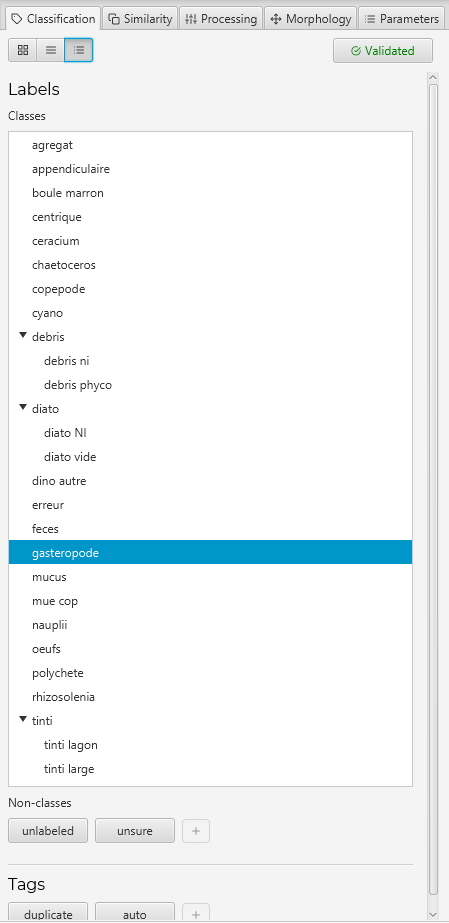 Classification Similarity Processing Morphology Parameters
Validated
Labels
Classes
agregat
appendiculaire
boule marron
centrique
ceracium
chaetoceros
copepode
cyano
debris
debris ni
debris phyco
diato
diato NI
diato vide
dino autre
erreur
feces
gasteropode
mucus
mue cop
nauplii
oeufs
polychete
rhizosolenia
tinti
tinti lagon
tinti large
Non-classes
unlabeled unsure +
Tags
duplicate auto +